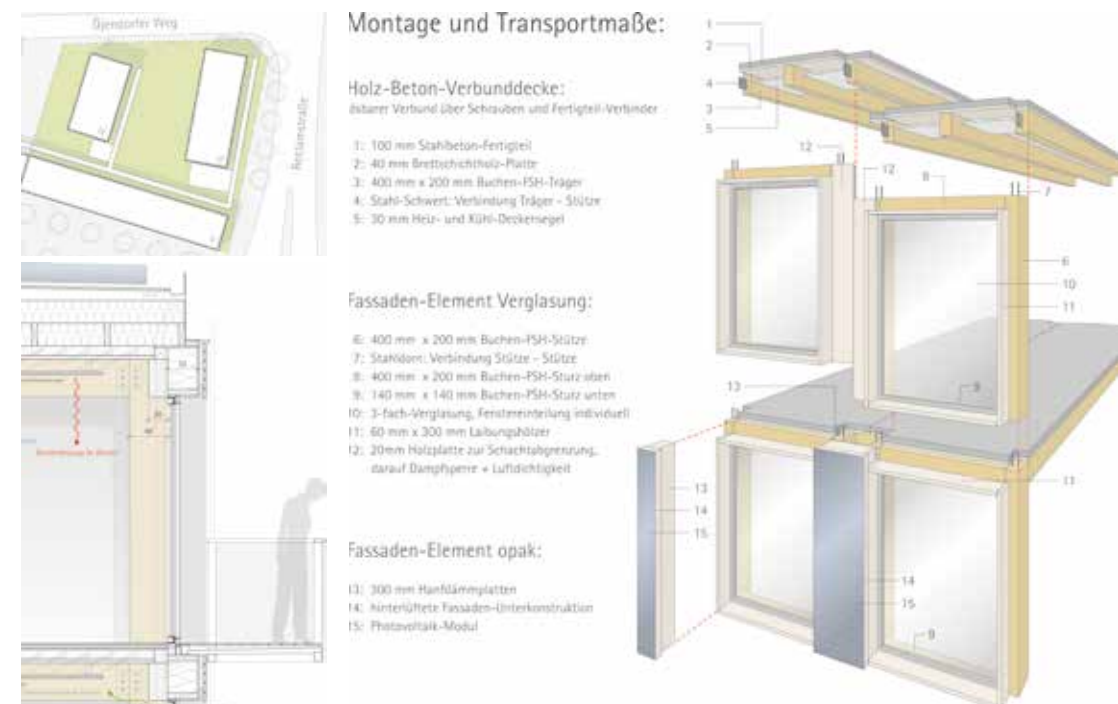 Öjendorfer Weg
Reclamstraße
Montage und Transportmaße:
Holz-Beton-Verbunddecke:
lösbarer Verbund über Schrauben und Fertigteil-Verbinder
1: 100 mm Stahlbeton-Fertigteil
2: 40 mm Brettschichtholz-Platte
3: 400 mm x 200 mm Buchen-FSH-Träger
4: Stahl-Schwert: Verbindung Träger - Stütze
5: 30 mm Heiz- und Kühl-Deckensegel
Fassaden-Element Verglasung:
6: 400 mm x 200 mm Buchen-FSH-Stütze
7: Stahldorn: Verbindung Stütze - Stütze
8: 400 mm x 200 mm Buchen-FSH-Sturz oben
9: 140 mm x 140 mm Buchen-FSH-Sturz unten
10: 3-fach-Verglasung, Fenstereinteilung individuell
11: 60 mm x 300 mm Laibungshölzer
12: 20mm Holzplatte zur Schachtabgrenzung,
darauf Dampfsperre + Luftdichtigkeit
Fassaden-Element opak:
13: 300 mm Hanfdämmplatten
14: hinterlüftete Fassaden-Unterkonstruktion
15: Photovoltaik-Modul
1
2
4
3
5
12
12
8
7
6
10
11
9
13
13
14
15
11
14
15
9